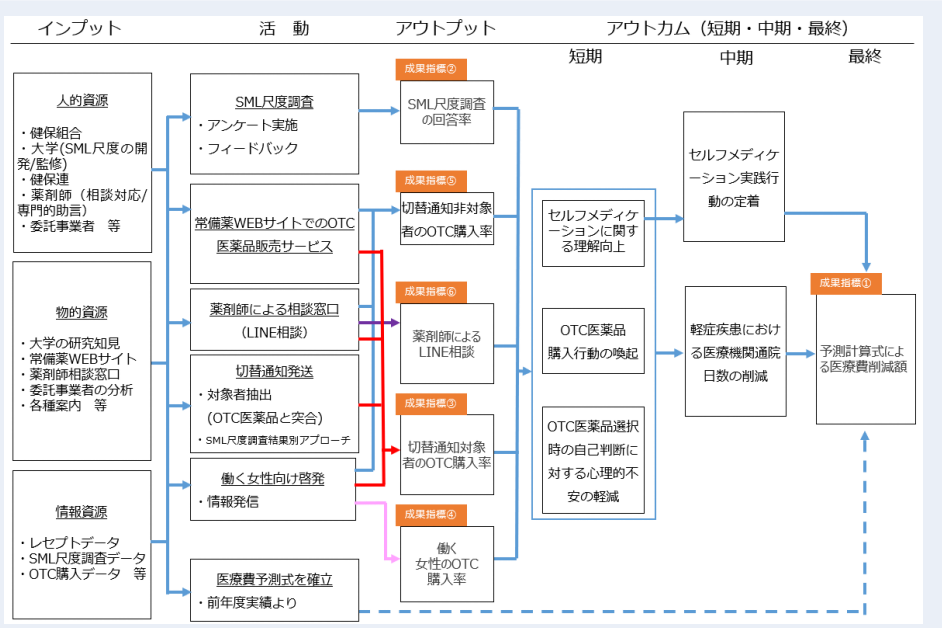 インプット
活　動
アウトプット
アウトカム（短期・中期・最終）
短期
中期
最終
人的資源
・健保組合
・大学(SML尺度の開
発/監修)
・健保連
・薬剤師（相談対応/
専門的助言）
・委託事業者　等
物的資源
・大学の研究知見
・常備薬WEBサイト
・薬剤師相談窓口
・委託事業者の分析
・各種案内　等
情報資源
・レセプトデータ
・SML尺度調査データ
・OTC購入データ　等
SML尺度調査
・アンケート実施
・フィードバック
常備薬WEBサイトでのOTC
医薬品販売サービス
薬剤師による相談窓口
（LINE相談）
切替通知発送
・対象者抽出
(OTC医薬品と突合)
・SML尺度調査結果別アプローチ
働く女性向け啓発
・情報発信
医療費予測式を確立
・前年度実績より
成果指標②
SML尺度調査
の回答率
成果指標⑤
切替通知非対象
者のOTC購入率
成果指標⑥
薬剤師による
LINE相談
成果指標③
切替通知対象
者のOTC購入率
成果指標④
働く
女性のOTC
購入率
セルフメディケ
ーションに関す
る理解向上
OTC医薬品
購入行動の喚起
OTC医薬品選択
時の自己判断に
対する心理的不
安の軽減
セルフメディケ
ーション実践行
動の定着
軽症疾患におけ
る医療機関通院
日数の削減
成果指標①
予測計算式によ
る医療費削減額